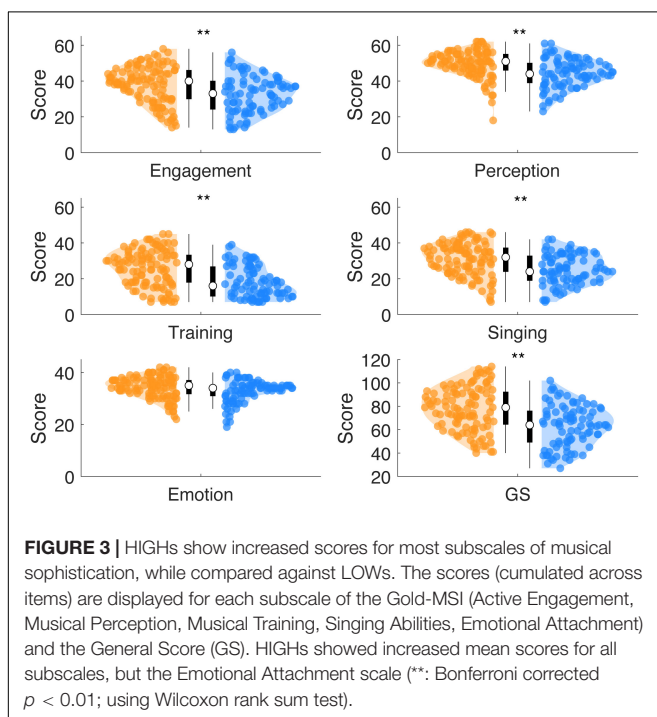 **
**
60
40
20
0
Score
Engagement
60
40
20
0
Score
Perception
**
**
60
40
20
0
Score
Training
60
40
20
0
Score
Singing
40
20
0
Score
Emotion
**
120
100
80
60
40
20
Score
GS
FIGURE 3 | HIGHs show increased scores for most subscales of musical
sophistication, while compared against LOWs. The scores (cumulated across
items) are displayed for each subscale of the Gold-MSI (Active Engagement,
Musical Perception, Musical Training, Singing Abilities, Emotional Attachment)
and the General Score (GS). HIGHs showed increased mean scores for all
subscales, but the Emotional Attachment scale (**: Bonferroni corrected
p < 0.01; using Wilcoxon rank sum test).